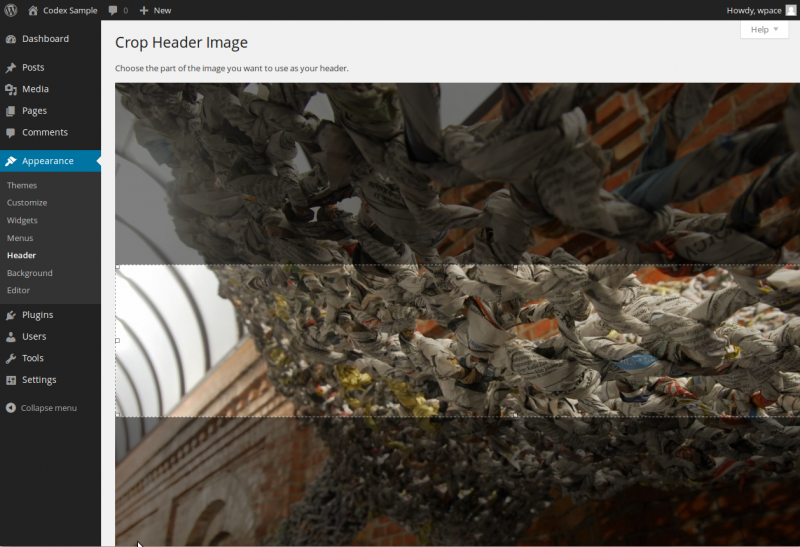 Codex Sample 0 New Howdy, wpace
Help
Dashboard
Posts
Media
Pages
Comments
Appearance
Themes
Customize
Widgets
Menus
Header
Background
Editor
Plugins
Users
Tools
Settings
Collapse menu
Crop Header Image
Choose the part of the image you want to use as your header.